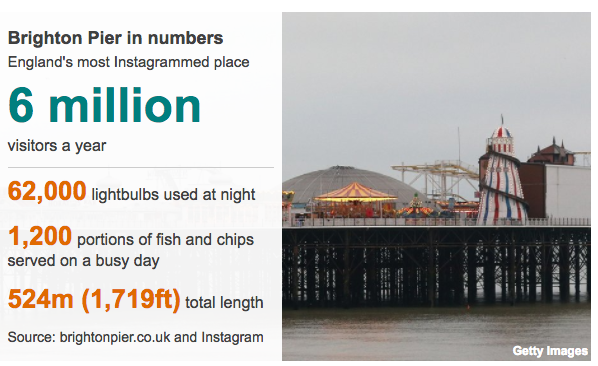 Brighton Pier in numbers
England's most Instagrammed place
6 million
visitors a year
62,000 lightbulbs used at night
1,200 portions of fish and chips
served on a busy day
524m (1,719ft) total length
Source: brightonpier.co.uk and Instagram
Getty Images